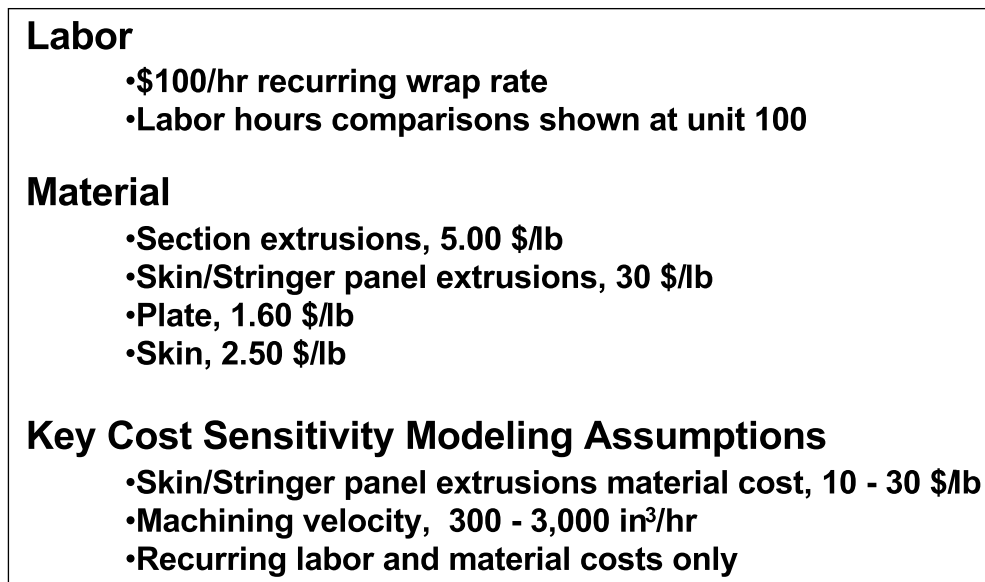 Labor
•$100/hr recurring wrap rate
•Labor hours comparisons shown at unit 100
Material
•Section extrusions, 5.00 $/lb
•Skin/Stringer panel extrusions, 30 $/lb
•Plate, 1.60 $/lb
•Skin, 2.50 $/lb
Key Cost Sensitivity Modeling Assumptions
•Skin/Stringer panel extrusions material cost, 10 - 30 $/lb
•Machining velocity,  300 - 3,000 in³/hr
•Recurring labor and material costs only